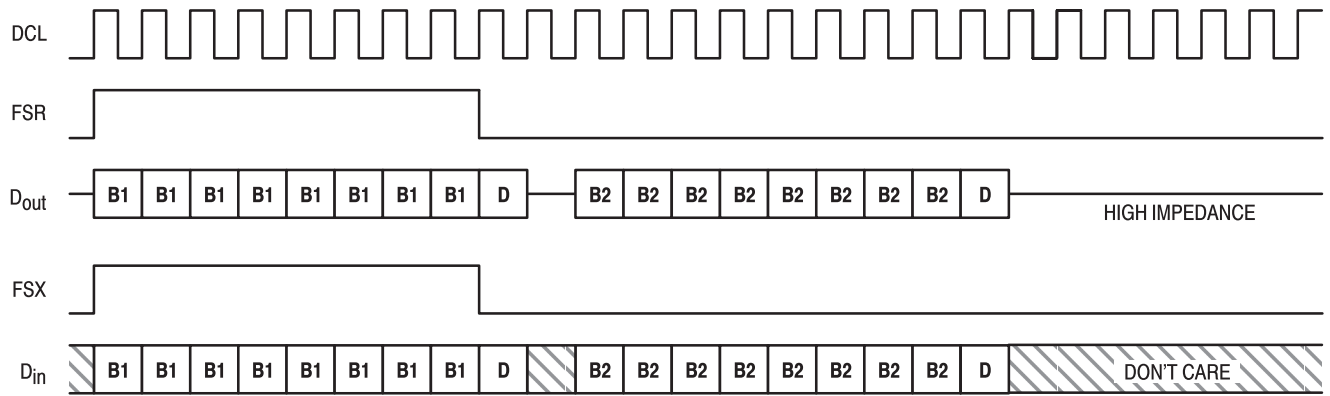 DCL
FSR
Dout B1 B1 B1 B1 B1 B1 B1 B1 D B2 B2 B2 B2 B2 B2 B2 B2 D
HIGH IMPEDANCE
FSX
Din B1 B1 B1 B1 B1 B1 B1 B1 D B2 B2 B2 B2 B2 B2 B2 B2 D DON'T CARE